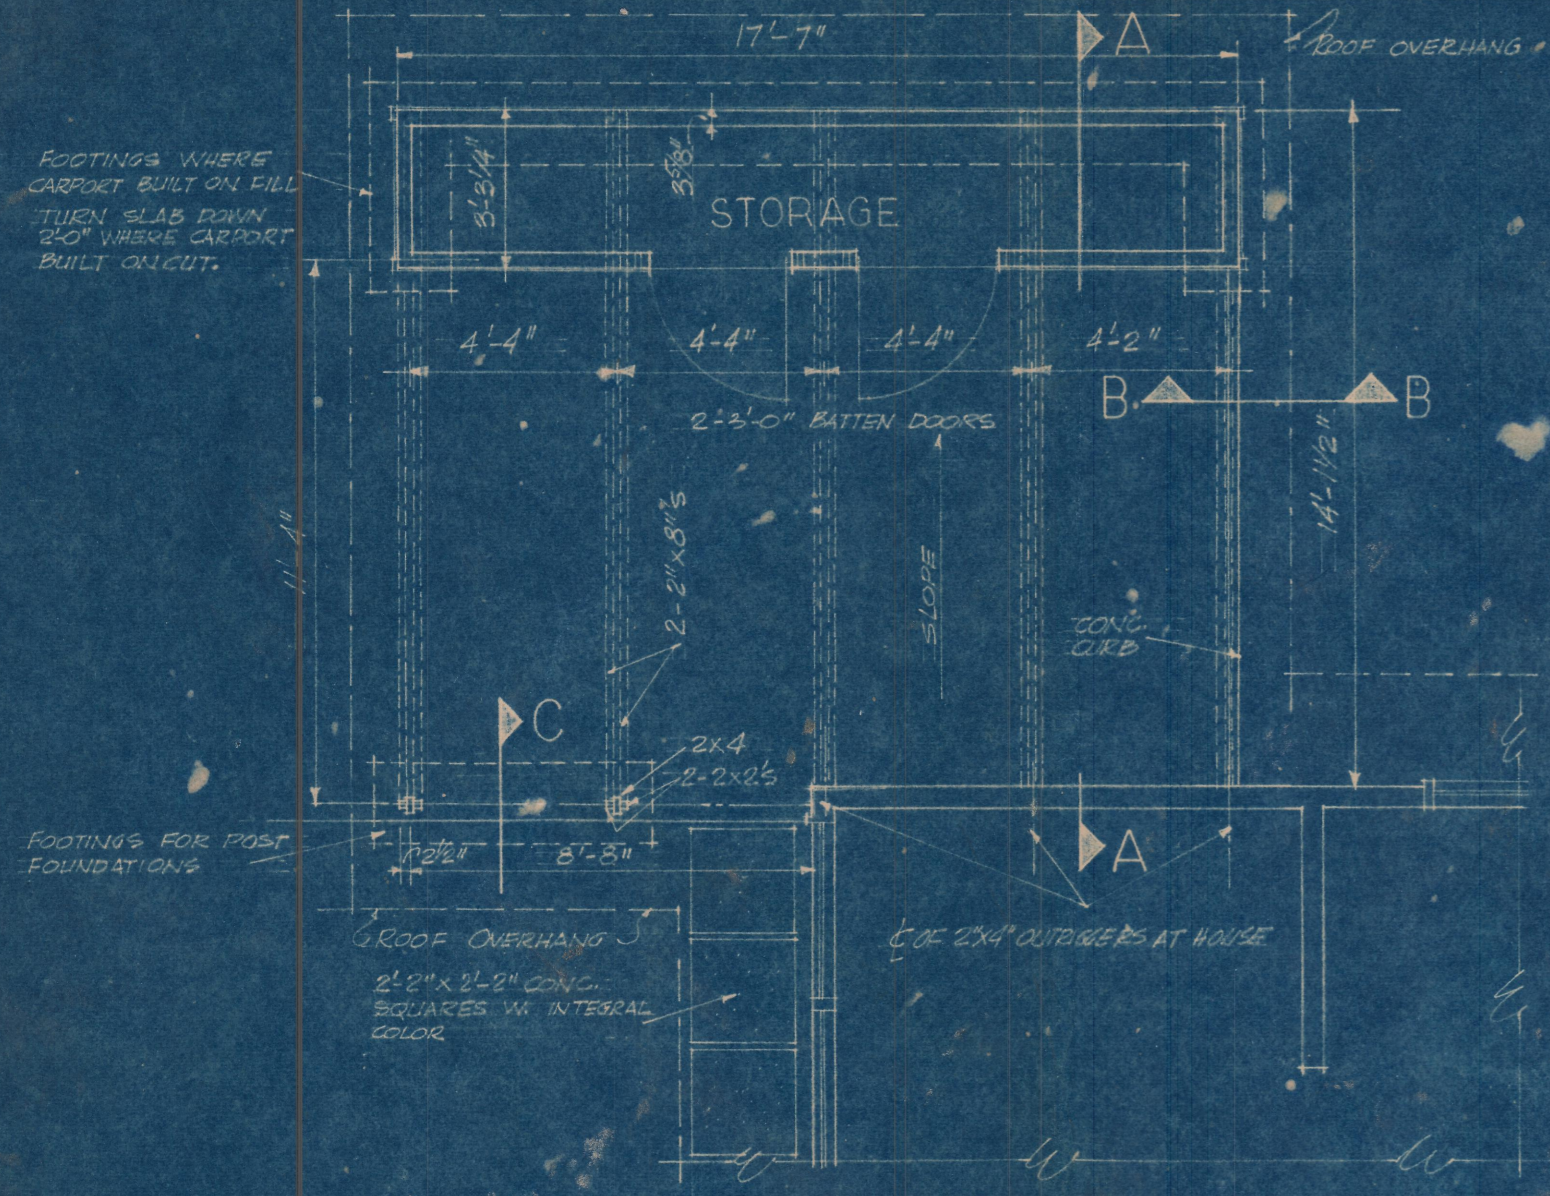 17'-7"
A
ROOF OVERHANG
FOOTINGS WHERE
CARPORT BUILT ON FILL
TURN SLAB DOWN
2'-0" WHERE CARPORT
BUILT ON CUT.
3'-3 1/4"
3 5/8"
STORAGE
4'-4"
4'-4"
4'-4"
4'-2"
B
B
2-3'-0" BATTEN DOORS
14'-1 1/2"
11'-4"
2-2"x8"'s
SLOPE
CONC.
CURB
C
2x4
2-2x2's
FOOTINGS FOR POST
FOUNDATIONS
2 1/2"
8'-8"
A
ROOF OVERHANG
℄ OF 2"x4" OUTRIGGERS AT HOUSE
2'-2" x 2'-2" CONC.
SQUARES W. INTEGRAL
COLOR